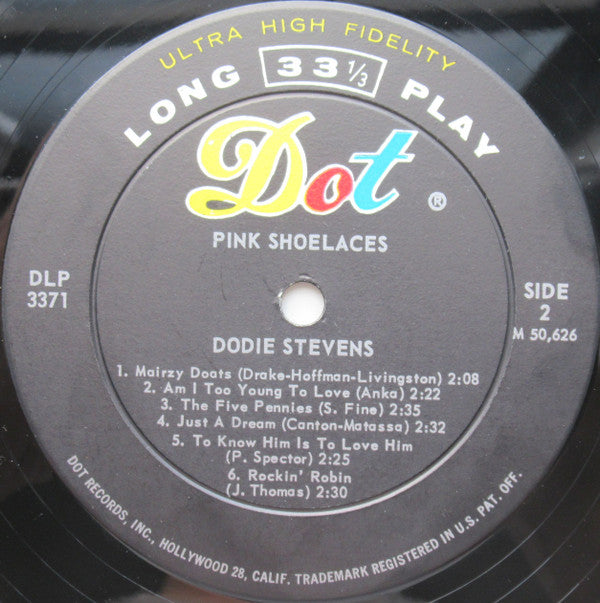 ULTRA HIGH FIDELITY
LONG 33 1/3 PLAY
Dot ®
PINK SHOELACES
DLP
3371
SIDE
2
M 50,626
DODIE STEVENS
1. Mairzy Doats (Drake-Hoffman-Livingston) 2:08
2. Am I Too Young To Love (Anka) 2:22
3. The Five Pennies (S. Fine) 2:35
4. Just A Dream (Canton-Matassa) 2:32
5. To Know Him Is To Love Him
(P. Spector) 2:25
6. Rockin' Robin
(J. Thomas) 2:30
DOT RECORDS, INC., HOLLYWOOD 28, CALIF. TRADEMARK REGISTERED IN U.S. PAT. OFF.